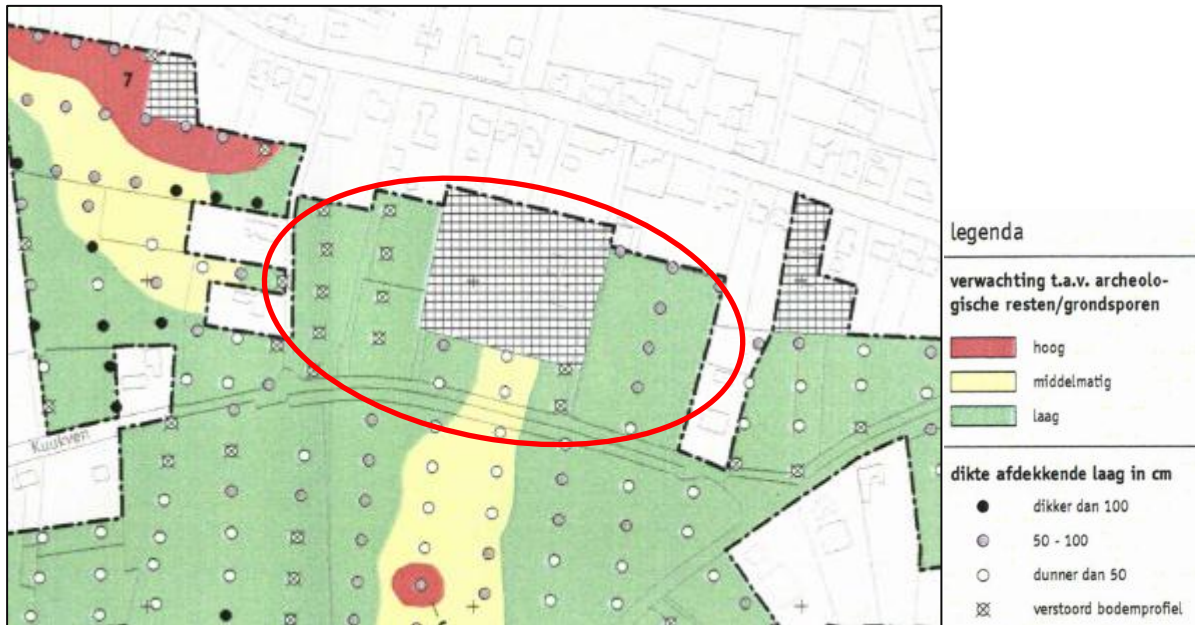 7
Kuukven
legenda
verwachting t.a.v. archeolo-
gische resten/grondsporen
hoog
middelmatig
laag
dikte afdekkende laag in cm
dikker dan 100
50 - 100
dunner dan 50
verstoord bodemprofiel